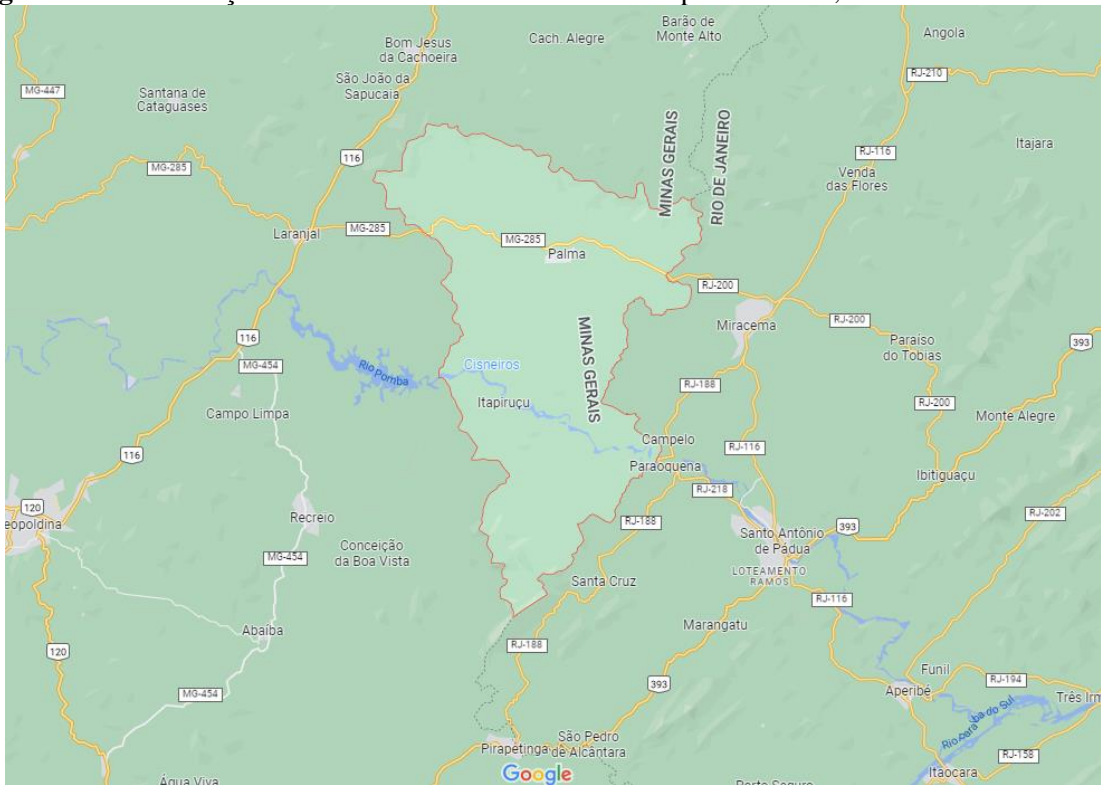 Bom Jesus
da Cachoeira
Cach. Alegre
Barão de
Monte Alto
Angola
MG-447
Santana de
Cataguases
São João da
Sapucaia
RJ-210
MG-285
116
MINAS GERAIS
RIO DE JANEIRO
RJ-116
Itajara
Venda
das Flores
Laranjal
MG-285
MG-285
Palma
RJ-200
Miracema
RJ-200
116
MG-454
Rio Pomba
Cisneiros
MINAS GERAIS
Paraíso
do Tobias
393
Campo Limpa
Itapiruçu
RJ-188
RJ-200
Monte Alegre
116
Campelo
Paraoquena
RJ-116
Ibitiguaçu
120
eopoldina
Recreio
RJ-218
RJ-188
Santo Antônio
de Pádua
393
RJ-202
MG-454
Conceição
da Boa Vista
LOTEAMENTO
RAMOS
Santa Cruz
RJ-116
Abaíba
Marangatu
120
RJ-188
393
MG-454
Funil
RJ-194
Aperibé
Três Irm
São Pedro
de Alcântara
Pirapetinga
Google
RJ-158
Itaocara
Água Viva